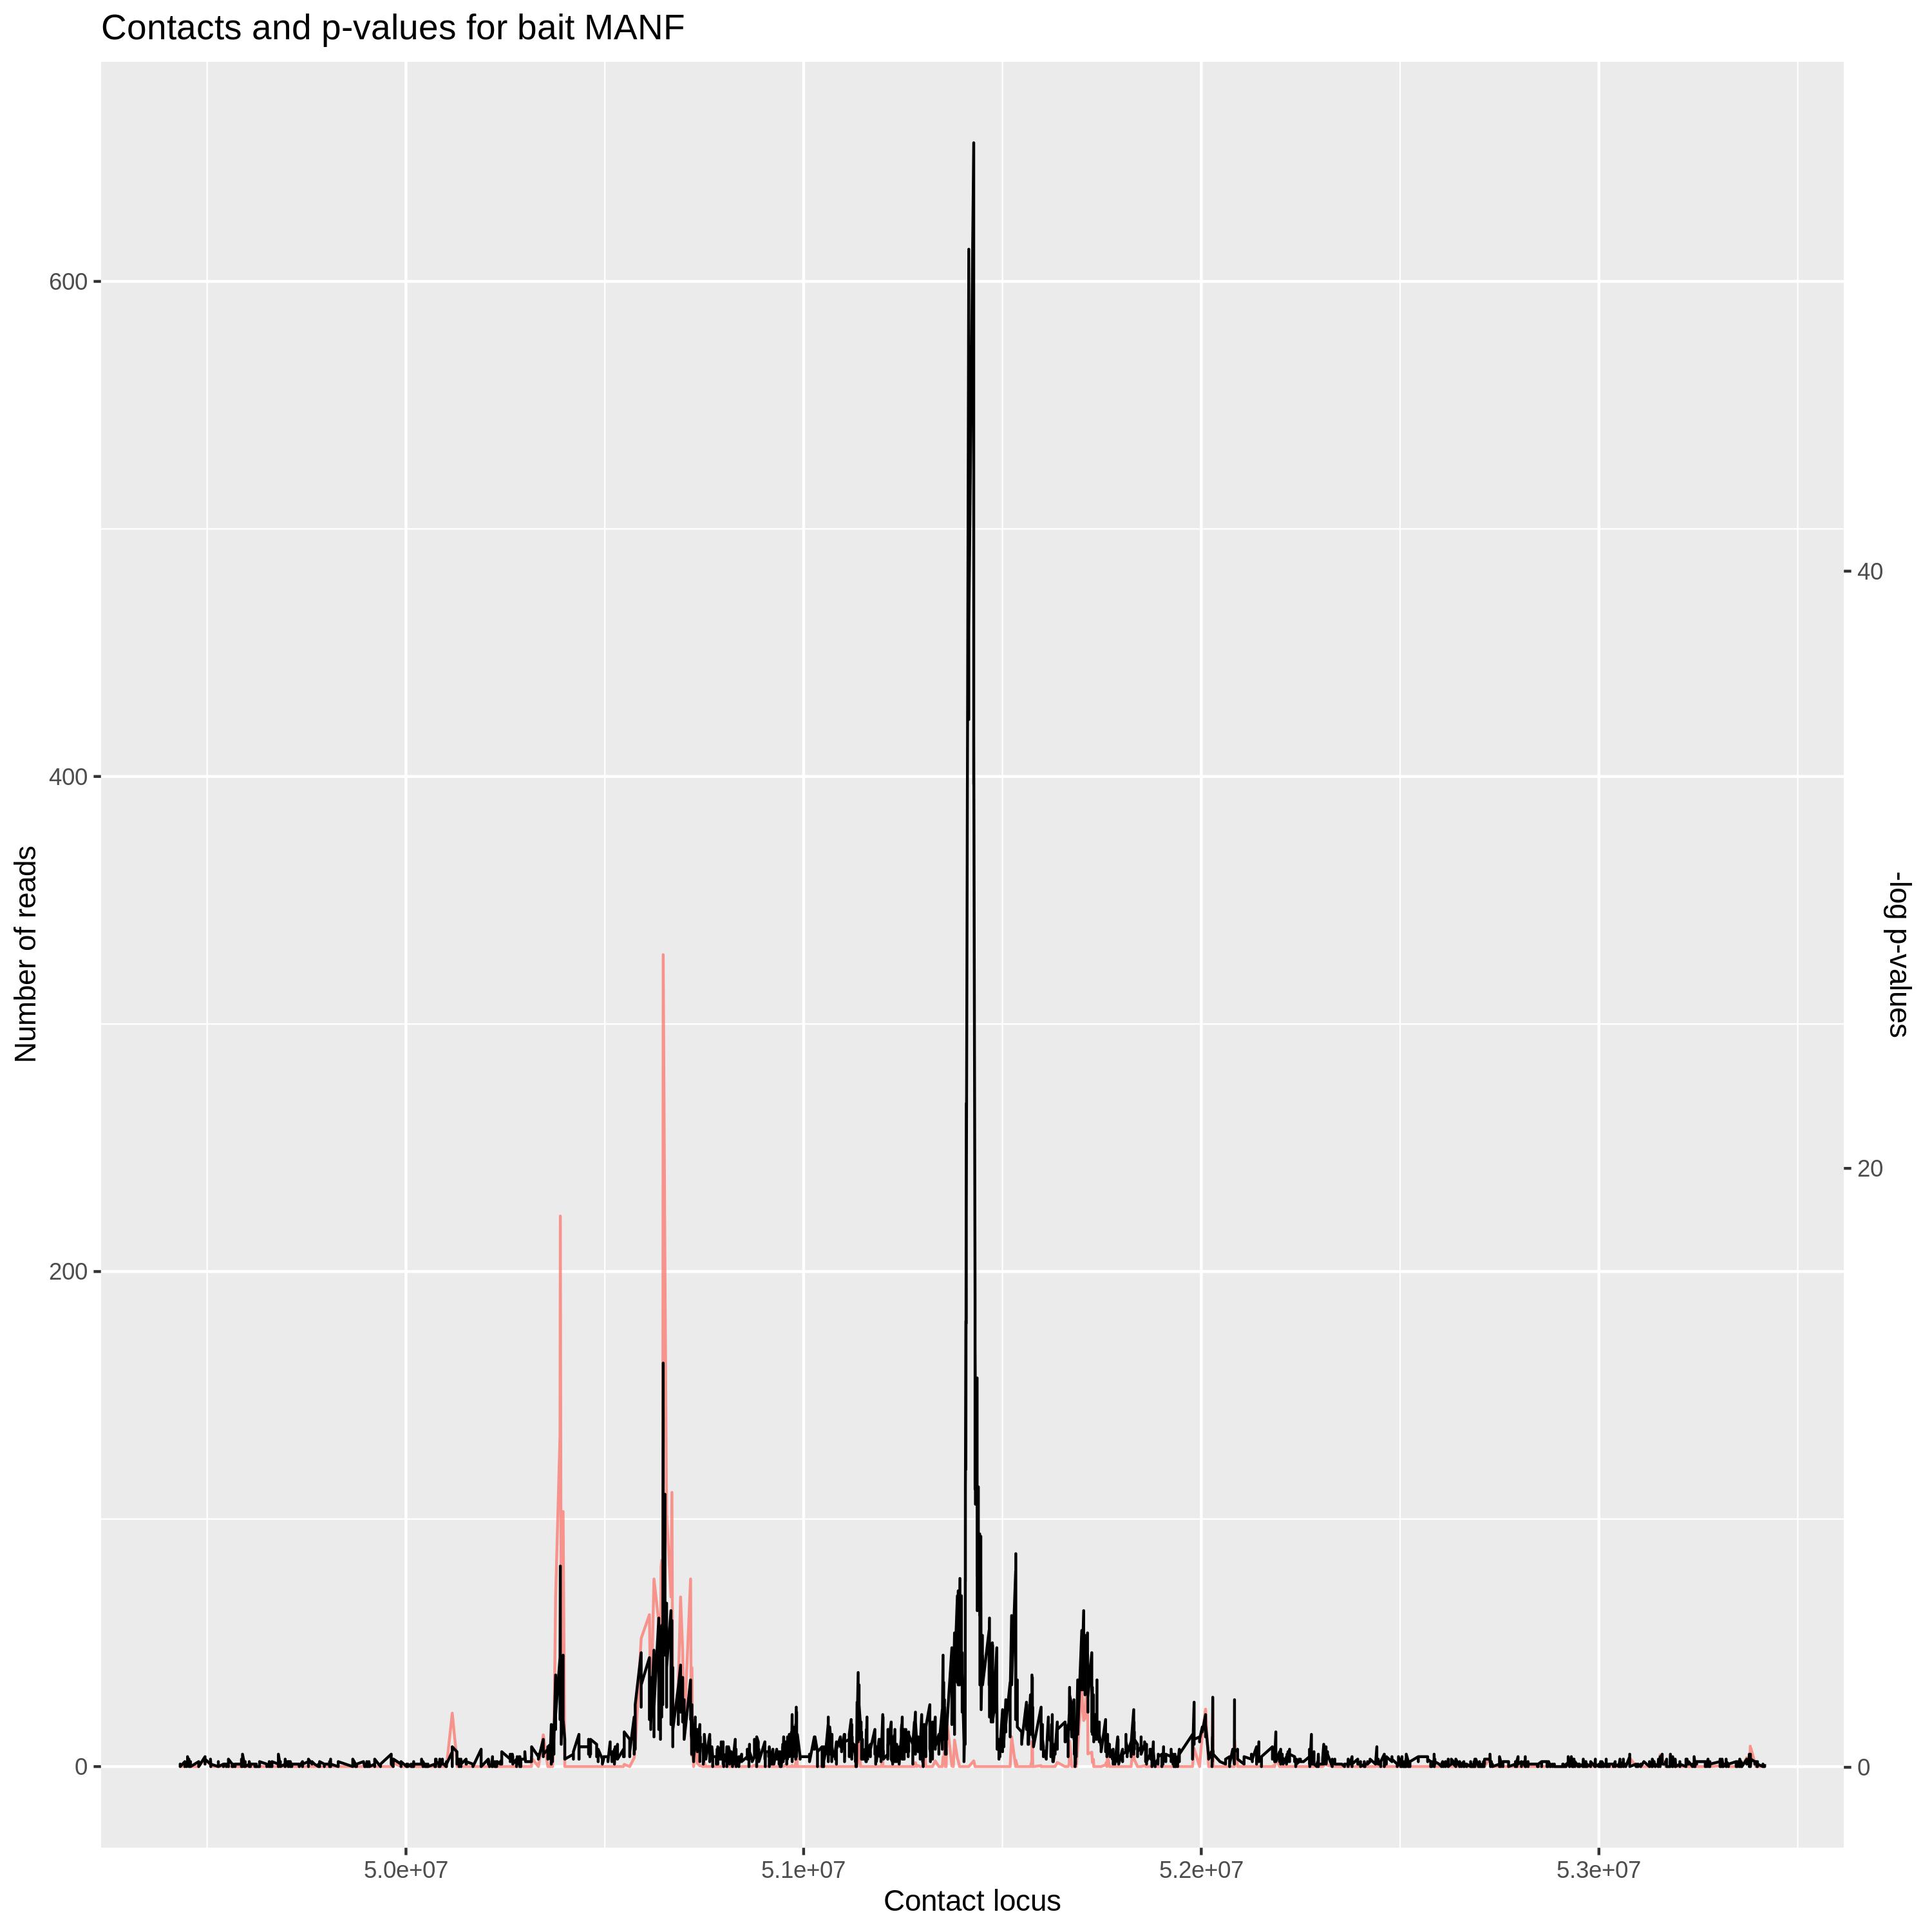 Contacts and p-values for bait MANF
Number of reads
600
400
200
0
40
20
0
-log p-values
5.0e+07 5.1e+07 5.2e+07 5.3e+07
Contact locus